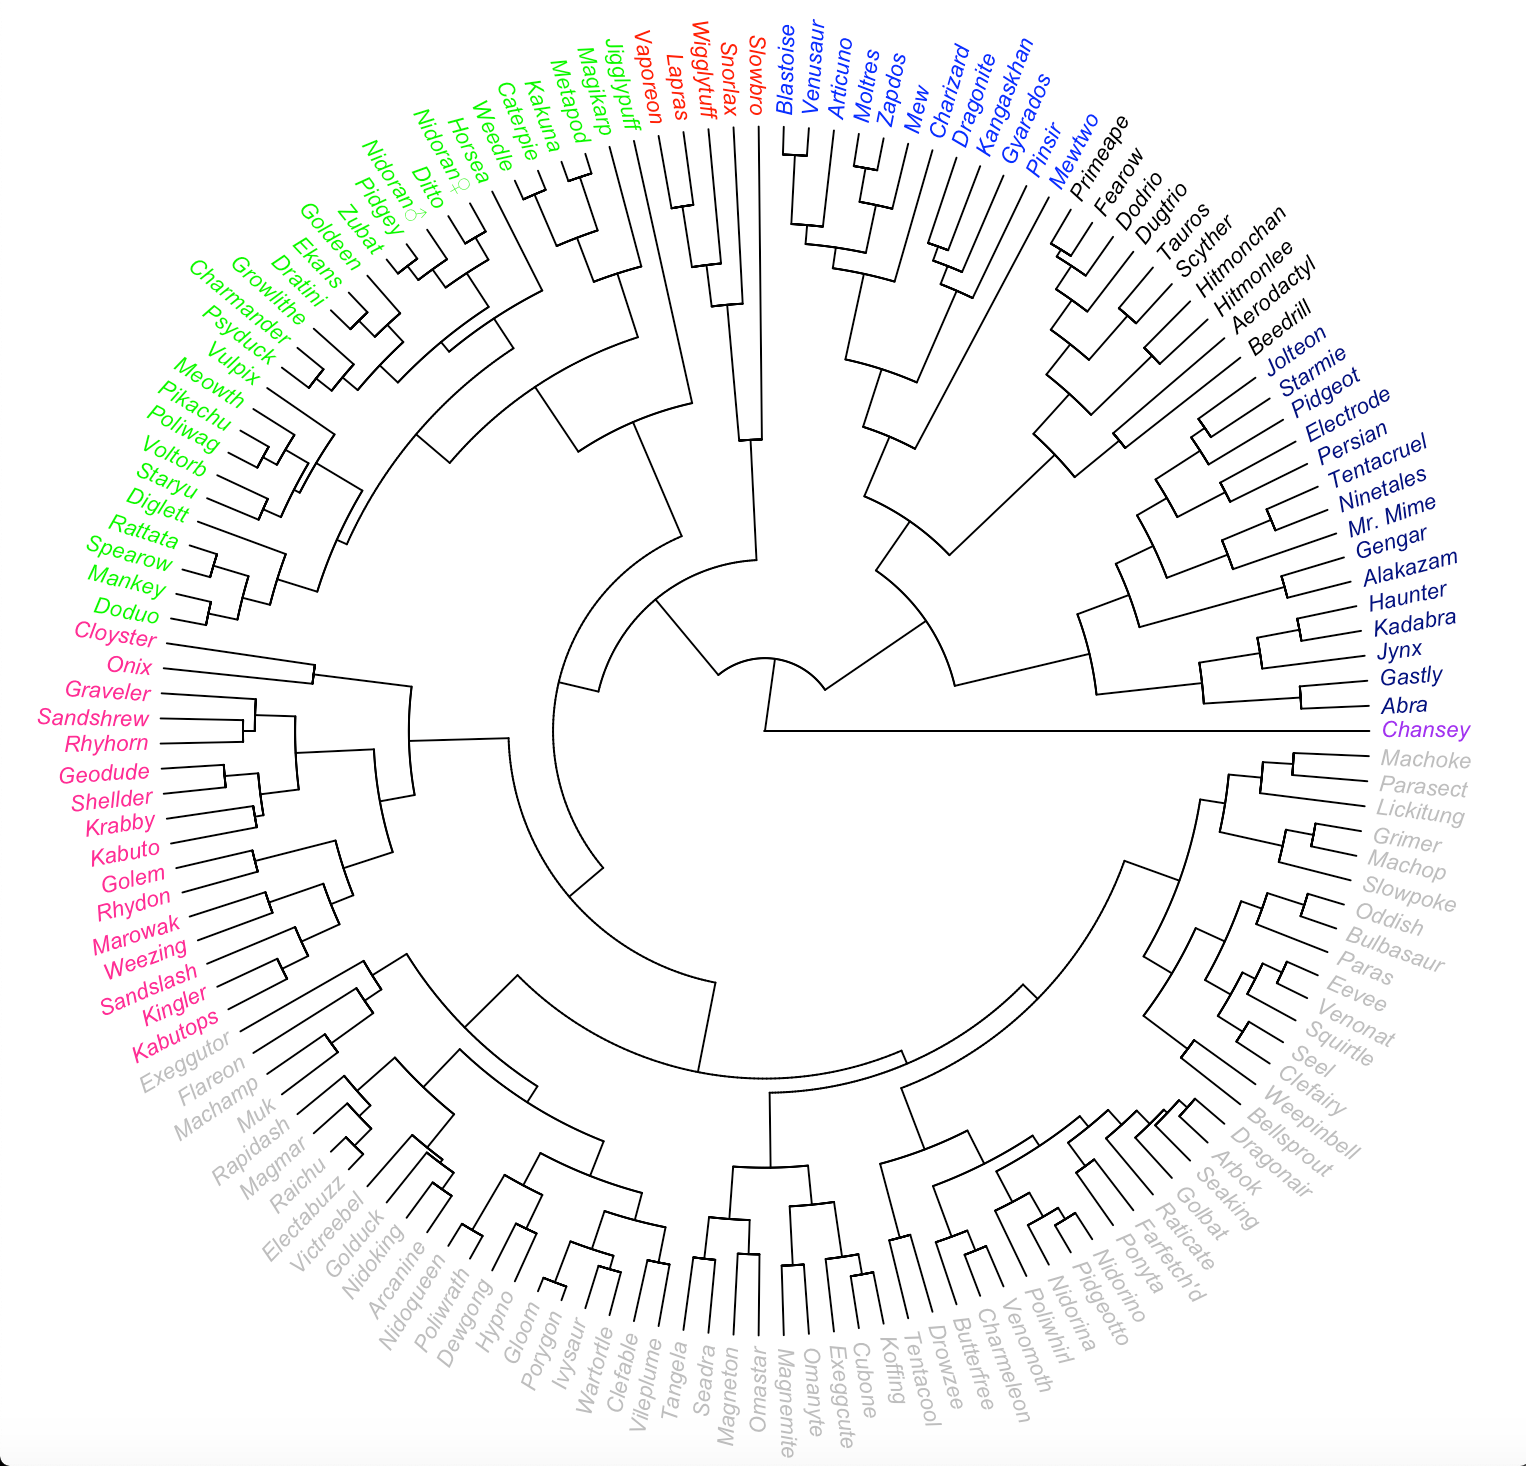 Slowbro
Blastoise
Venusaur
Articuno
Moltres
Zapdos
Mew
Charizard
Dragonite
Kangaskhan
Gyarados
Pinsir
Mewtwo
Primeape
Fearow
Dodrio
Dugtrio
Tauros
Scyther
Hitmonchan
Hitmonlee
Aerodactyl
Beedrill
Jolteon
Starmie
Pidgeot
Electrode
Persian
Tentacruel
Ninetales
Mr. Mime
Gengar
Alakazam
Haunter
Kadabra
Jynx
Gastly
Abra
Chansey
Machoke
Parasect
Lickitung
Grimer
Machop
Slowpoke
Oddish
Bulbasaur
Paras
Eevee
Venonat
Squirtle
Seel
Clefairy
Weepinbell
Bellsprout
Dragonair
Arbok
Seaking
Golbat
Raticate
Farfetch'd
Ponyta
Nidorino
Pidgeotto
Nidorina
Poliwhirl
Venomoth
Charmeleon
Butterfree
Drowzee
Tentacool
Koffing
Cubone
Exeggcute
Omanyte
Magnemite
Omastar
Magneton
Seadra
Tangela
Vileplume
Clefable
Wartortle
Ivysaur
Porygon
Gloom
Hypno
Dewgong
Poliwrath
Nidoqueen
Arcanine
Nidoking
Golduck
Victreebel
Electabuzz
Raichu
Magmar
Rapidash
Muk
Machamp
Flareon
Exeggutor
Kabutops
Kingler
Sandslash
Weezing
Marowak
Rhydon
Golem
Kabuto
Krabby
Shellder
Geodude
Rhyhorn
Sandshrew
Graveler
Onix
Cloyster
Doduo
Mankey
Spearow
Rattata
Diglett
Staryu
Voltorb
Poliwag
Pikachu
Meowth
Vulpix
Psyduck
Charmander
Growlithe
Dratini
Ekans
Goldeen
Zubat
Pidgey
Nidoran♂
Ditto
Nidoran♀
Horsea
Weedle
Caterpie
Kakuna
Metapod
Magikarp
Jigglypuff
Vaporeon
Lapras
Wigglytuff
Snorlax